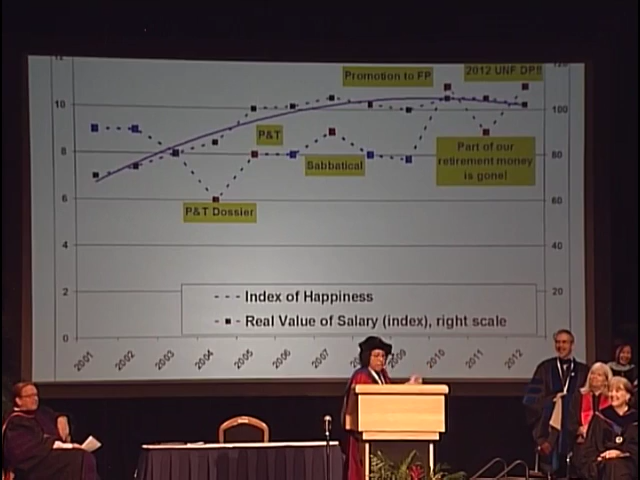 12
120
Promotion to FP
2012 UNF DP!!
10
100
P&T
Part of our
retirement money
is gone!
8
80
Sabbatical
6
60
P&T Dossier
4
40
2
20
Index of Happiness
Real Value of Salary (index), right scale
0
2001
2002
2003
2004
2005
2006
2007
2009
2010
2011
2012